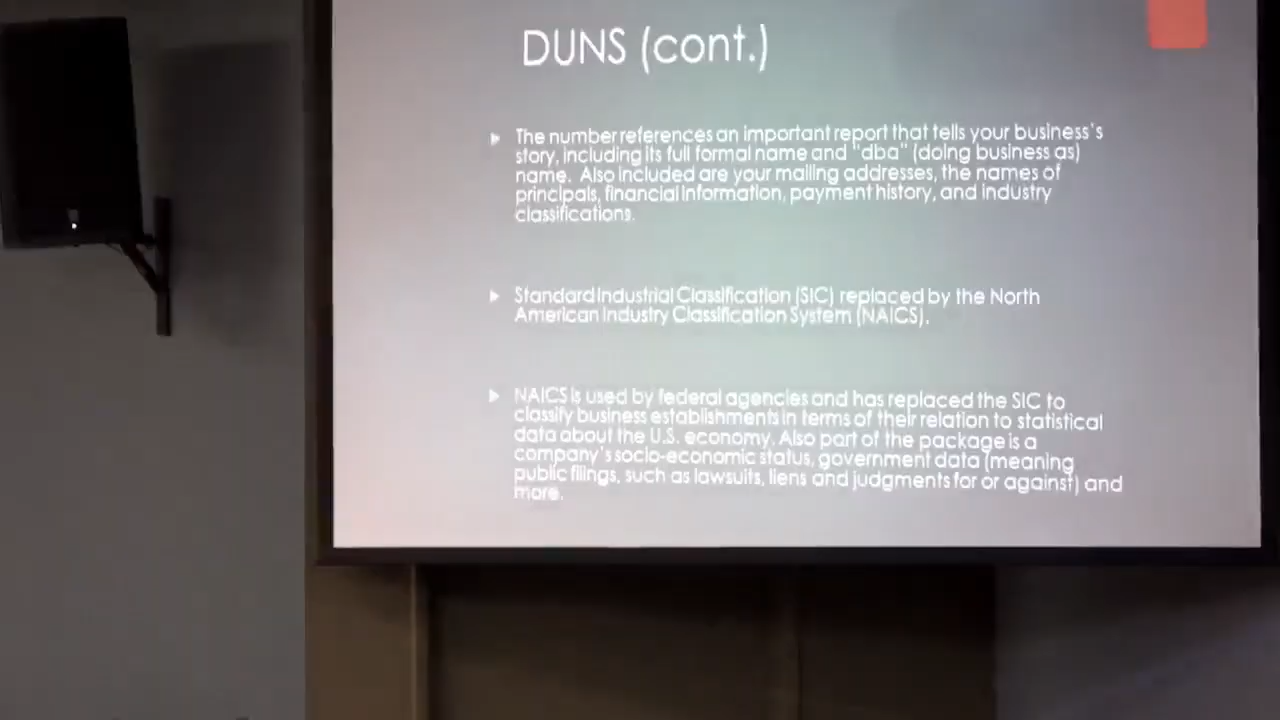 DUNS (cont.)
The number references an important report that tells your business's
story, including its full formal name and "dba" (doing business as)
name. Also included are your mailing addresses, the names of
principals, financial information, payment history, and industry
classifications.
Standard Industrial Classification (SIC) replaced by the North
American Industry Classification System (NAICS).
NAICS is used by federal agencies and has replaced the SIC to
classify business establishments in terms of their relation to statistical
data about the U.S. economy. Also part of the package is a
company's socio-economic status, government data (meaning
public filings, such as lawsuits, liens and judgments for or against) and
more.